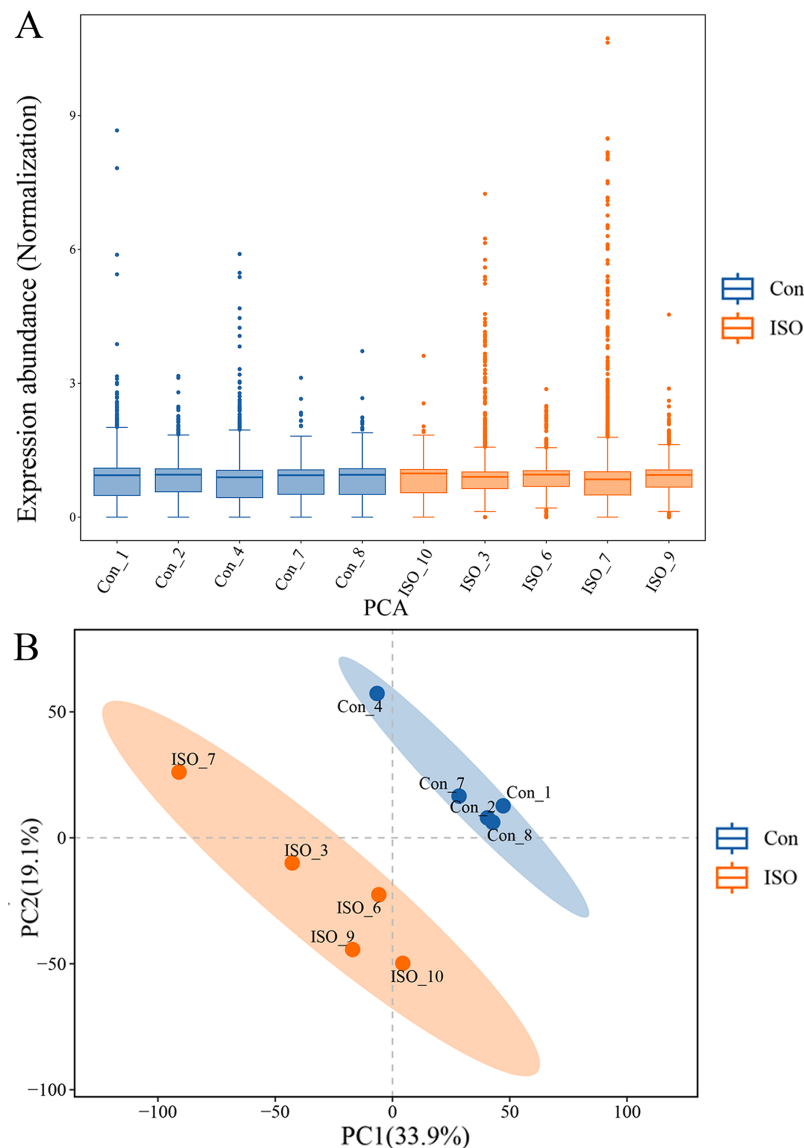 A
Expression abundance (Normalization)
9
6
3
0
Con_1
Con_2
Con_4
Con_7
Con_8
ISO_10
ISO_3
ISO_6
ISO_7
ISO_9
Con
ISO
PCA
B
PC2(19.1%)
50
0
−50
−100
Con_4
ISO_7
Con_7
Con_1
Con_2
Con_8
ISO_3
ISO_6
ISO_9
ISO_10
Con
ISO
−100
−50
0
50
100
PC1(33.9%)